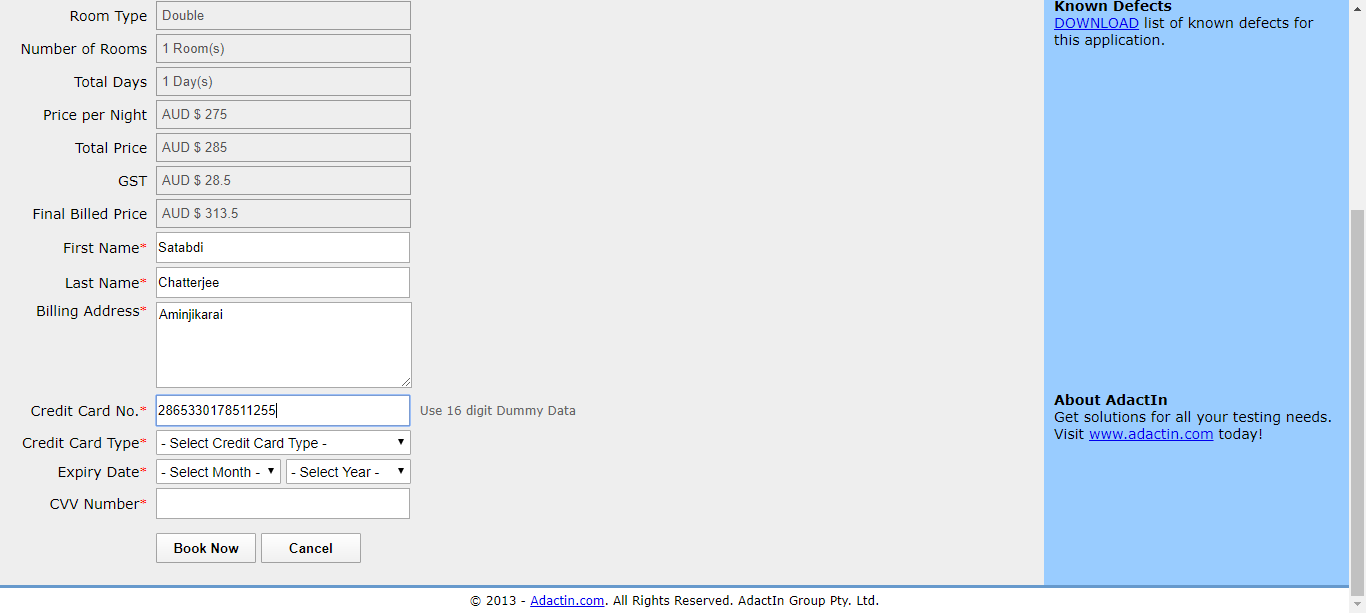 Room Type Double
Number of Rooms 1 Room(s)
Total Days 1 Day(s)
Price per Night AUD $ 275
Total Price AUD $ 285
GST AUD $ 28.5
Final Billed Price AUD $ 313.5
First Name* Satabdi
Last Name* Chatterjee
Billing Address* Aminjikarai
Credit Card No.* 2865330178511255 Use 16 digit Dummy Data
Credit Card Type* - Select Credit Card Type -
Expiry Date* - Select Month - - Select Year -
CVV Number*
Book Now Cancel
Known Defects
DOWNLOAD list of known defects for
this application.
About AdactIn
Get solutions for all your testing needs.
Visit www.adactin.com today!
© 2013 - Adactin.com. All Rights Reserved. AdactIn Group Pty. Ltd.